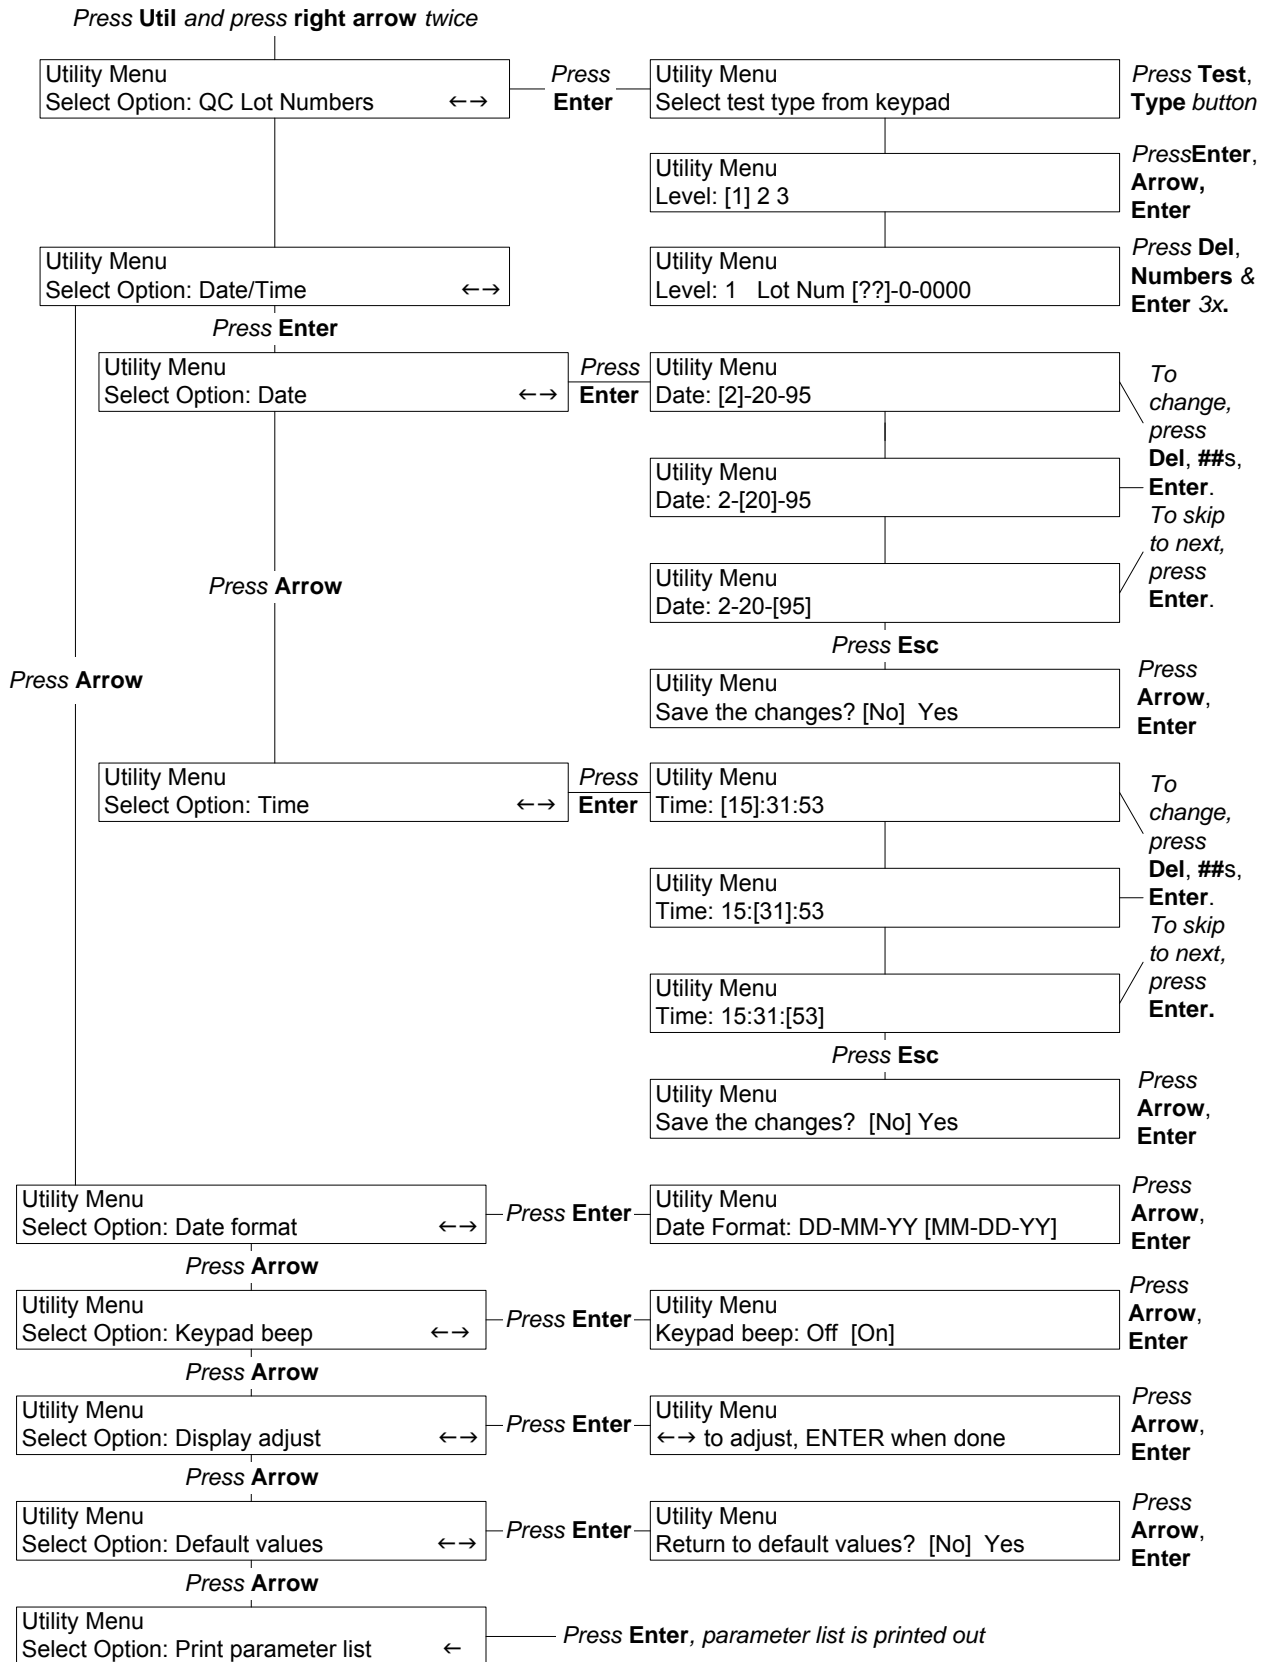 Press Util and press right arrow twice
Utility Menu
Select Option: QC Lot Numbers ←→
Press
Enter
Utility Menu
Select test type from keypad
Press Test,
Type button
Utility Menu
Level: [1] 2 3
PressEnter,
Arrow,
Enter
Utility Menu
Select Option: Date/Time ←→
Utility Menu
Level: 1 Lot Num [??]-0-0000
Press Del,
Numbers &
Enter 3x.
Press Enter
Utility Menu
Select Option: Date ←→
Press
Enter
Utility Menu
Date: [2]-20-95
To
change,
press
Del, ##s,
Enter.
To skip
to next,
press
Enter.
Utility Menu
Date: 2-[20]-95
Utility Menu
Date: 2-20-[95]
Press Arrow
Press Esc
Press Arrow
Utility Menu
Save the changes? [No] Yes
Press
Arrow,
Enter
Utility Menu
Select Option: Time ←→
Press
Enter
Utility Menu
Time: [15]:31:53
To
change,
press
Del, ##s,
Enter.
To skip
to next,
press
Enter.
Utility Menu
Time: 15:[31]:53
Utility Menu
Time: 15:31:[53]
Press Esc
Utility Menu
Save the changes? [No] Yes
Press
Arrow,
Enter
Utility Menu
Select Option: Date format ←→
Press Enter
Utility Menu
Date Format: DD-MM-YY [MM-DD-YY]
Press
Arrow,
Enter
Press Arrow
Utility Menu
Select Option: Keypad beep ←→
Press Enter
Utility Menu
Keypad beep: Off [On]
Press
Arrow,
Enter
Press Arrow
Utility Menu
Select Option: Display adjust ←→
Press Enter
Utility Menu
←→ to adjust, ENTER when done
Press
Arrow,
Enter
Press Arrow
Utility Menu
Select Option: Default values ←→
Press Enter
Utility Menu
Return to default values? [No] Yes
Press
Arrow,
Enter
Press Arrow
Utility Menu
Select Option: Print parameter list ←
Press Enter, parameter list is printed out